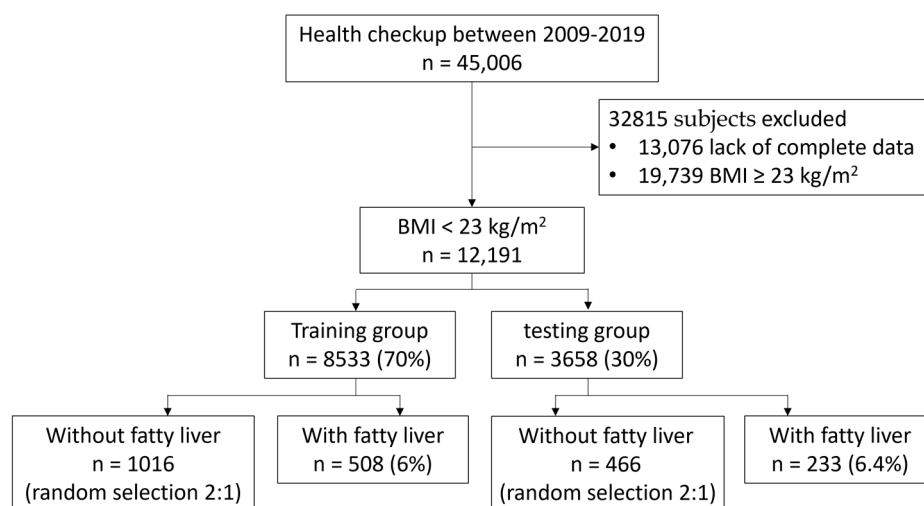 Health checkup between 2009-2019
n = 45,006
32815 subjects excluded
• 13,076 lack of complete data
• 19,739 BMI ≥ 23 kg/m²
BMI < 23 kg/m²
n = 12,191
Training group
n = 8533 (70%)
testing group
n = 3658 (30%)
Without fatty liver
n = 1016
(random selection 2:1)
With fatty liver
n = 508 (6%)
Without fatty liver
n = 466
(random selection 2:1)
With fatty liver
n = 233 (6.4%)